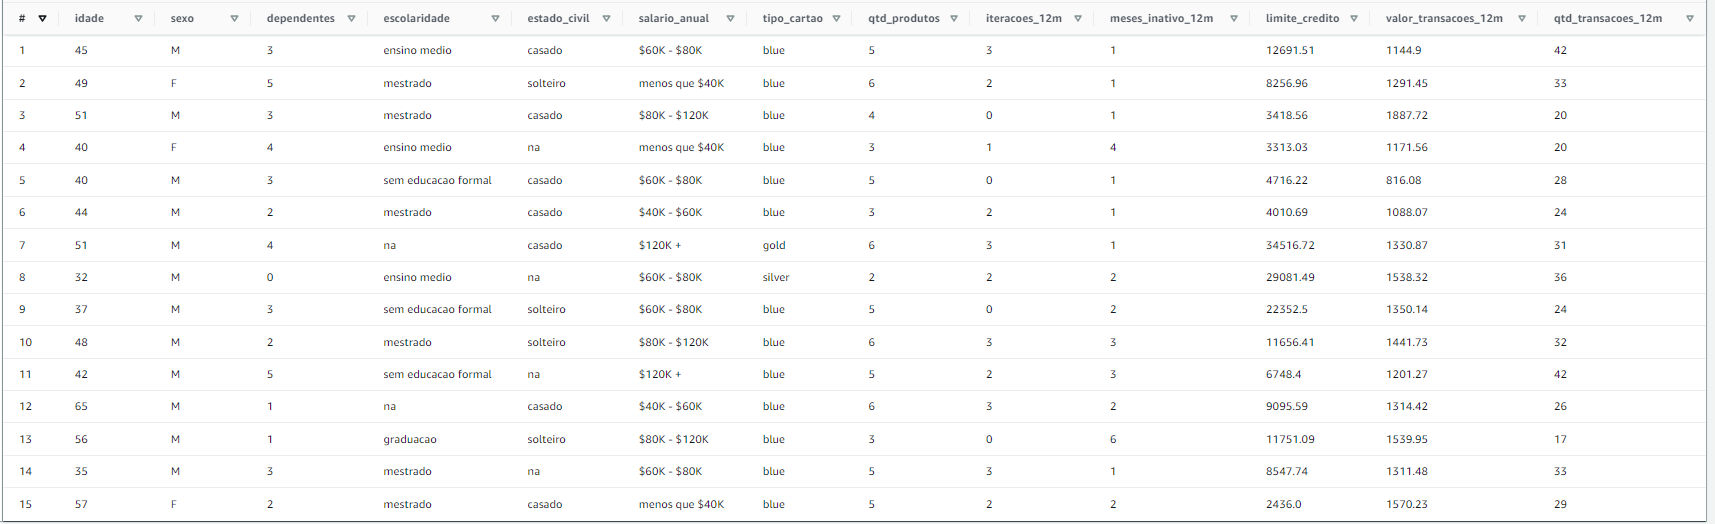 # idade sexo dependentes escolaridade estado_civil salario_anual tipo_cartao qtd_produtos iteracoes_12m meses_inativo_12m limite_credito valor_transacoes_12m qtd_transacoes_12m
1 45 M 3 ensino medio casado $60K - $80K blue 5 3 1 12691.51 1144.9 42
2 49 F 5 mestrado solteiro menos que $40K blue 6 2 1 8256.96 1291.45 33
3 51 M 3 mestrado casado $80K - $120K blue 4 0 1 3418.56 1887.72 20
4 40 F 4 ensino medio na menos que $40K blue 3 1 4 3313.03 1171.56 20
5 40 M 3 sem educacao formal casado $60K - $80K blue 5 0 1 4716.22 816.08 28
6 44 M 2 mestrado casado $40K - $60K blue 3 2 1 4010.69 1088.07 24
7 51 M 4 na casado $120K + gold 6 3 1 34516.72 1330.87 31
8 32 M 0 ensino medio na $60K - $80K silver 2 2 2 29081.49 1538.32 36
9 37 M 3 sem educacao formal solteiro $60K - $80K blue 5 0 2 22352.5 1350.14 24
10 48 M 2 mestrado solteiro $80K - $120K blue 6 3 3 11656.41 1441.73 32
11 42 M 5 sem educacao formal na $120K + blue 5 2 3 6748.4 1201.27 42
12 65 M 1 na casado $40K - $60K blue 6 3 2 9095.59 1314.42 26
13 56 M 1 graduacao solteiro $80K - $120K blue 3 0 6 11751.09 1539.95 17
14 35 M 3 mestrado na $60K - $80K blue 5 3 1 8547.74 1311.48 33
15 57 F 2 mestrado casado menos que $40K blue 5 2 2 2436.0 1570.23 29